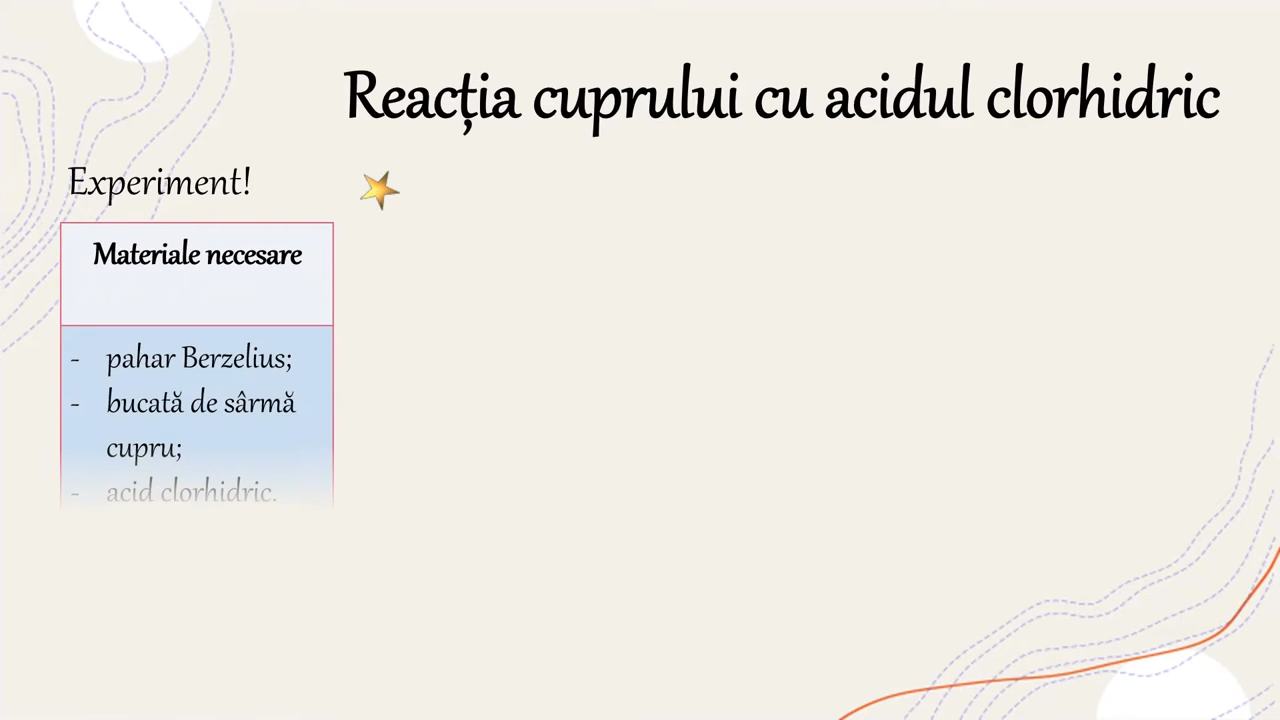 Reacția cuprului cu acidul clorhidric
Experiment!
Materiale necesare
- pahar Berzelius;
- bucată de sârmă
cupru;
- acid clorhidric.